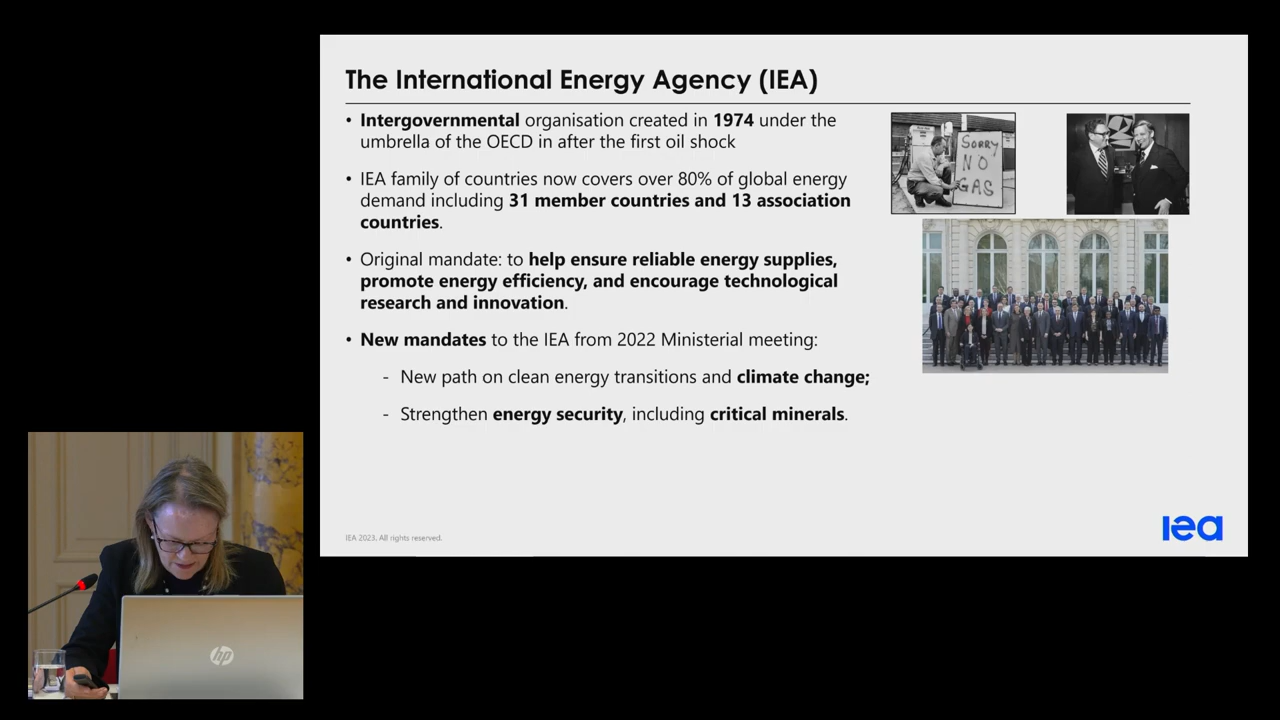 The International Energy Agency (IEA)
• Intergovernmental organisation created in 1974 under the
umbrella of the OECD in after the first oil shock
• IEA family of countries now covers over 80% of global energy
demand including 31 member countries and 13 association
countries.
• Original mandate: to help ensure reliable energy supplies,
promote energy efficiency, and encourage technological
research and innovation.
• New mandates to the IEA from 2022 Ministerial meeting:
- New path on clean energy transitions and climate change;
- Strengthen energy security, including critical minerals.
SORRY
NO
GAS
IEA 2023. All rights reserved.
iea
hp